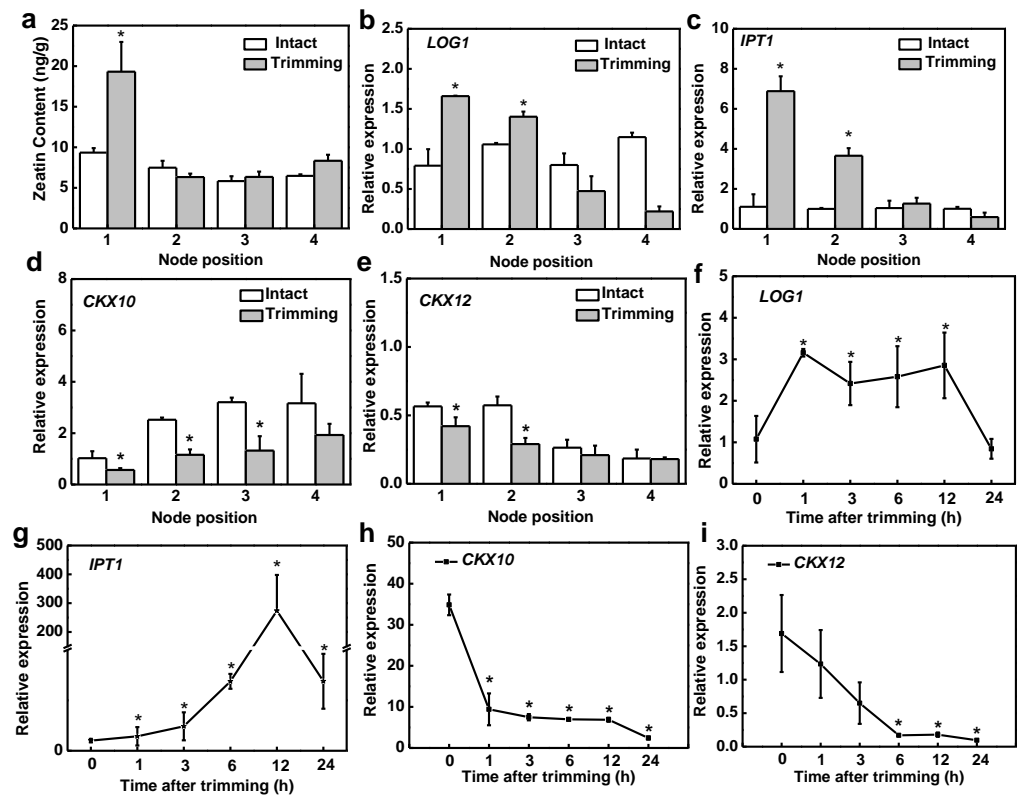 a
25
20
15
10
5
0
Zeatin Content (ng/g)
Intact
Trimming
*
1 2 3 4
Node position
b
LOG1
2.5
2.0
1.5
1.0
0.5
0.0
Relative expression
Intact
Trimming
* *
1 2 3 4
Node position
c
IPT1
10
8
6
4
2
0
Relative expression
Intact
Trimming
* *
1 2 3 4
Node position
d
CKX10
8
6
4
2
0
Relative expression
Intact
Trimming
* * *
1 2 3 4
Node position
e
CKX12
1.5
1.0
0.5
0.0
Relative expression
Intact
Trimming
* *
1 2 3 4
Node position
f
LOG1
5
4
3
2
1
0
Relative expression
* * * *
0 1 3 6 12 24
Time after trimming (h)
g
IPT1
500
400
300
200
0
Relative expression
* * * * *
0 1 3 6 12 24
Time after trimming (h)
h
CKX10
50
40
30
20
10
0
Relative expression
* * * * *
0 1 3 6 12 24
Time after trimming (h)
i
CKX12
3.0
2.5
2.0
1.5
1.0
0.5
0.0
Relative expression
* * *
0 1 3 6 12 24
Time after trimming (h)